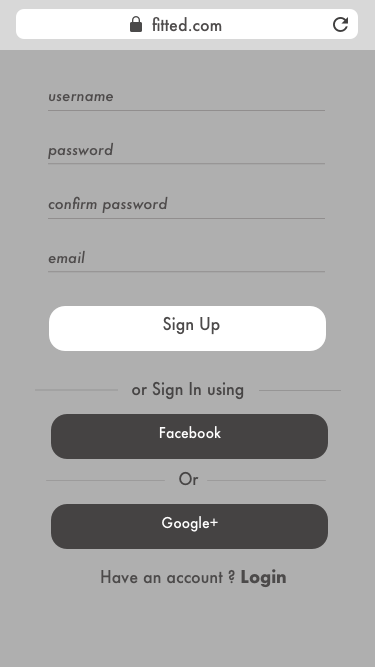 fitted.com
username
password
confirm password
email
Sign Up
or Sign In using
Facebook
Or
Google+
Have an account ? Login